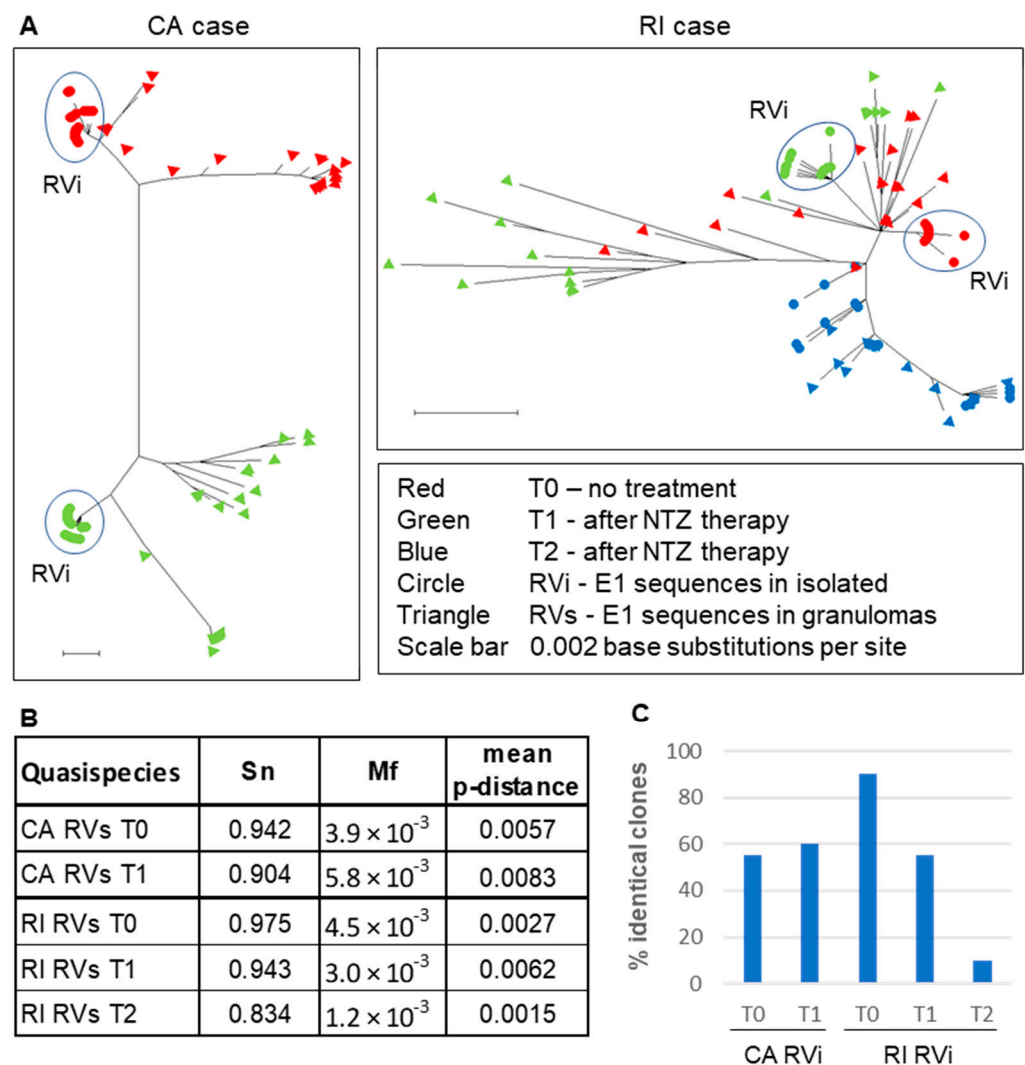 A
CA case
RI case
RVi
RVi
RVi
RVi
Red T0 – no treatment
Green T1 - after NTZ therapy
Blue T2 - after NTZ therapy
Circle RVi - E1 sequences in isolated
Triangle RVs - E1 sequences in granulomas
Scale bar 0.002 base substitutions per site
B
Quasispecies Sn Mf mean p-distance
CA RVs T0 0.942 3.9 × 10⁻³ 0.0057
CA RVs T1 0.904 5.8 × 10⁻³ 0.0083
RI RVs T0 0.975 4.5 × 10⁻³ 0.0027
RI RVs T1 0.943 3.0 × 10⁻³ 0.0062
RI RVs T2 0.834 1.2 × 10⁻³ 0.0015
C
% identical clones
100
80
60
40
20
0
T0 T1 T0 T1 T2
CA RVi RI RVi